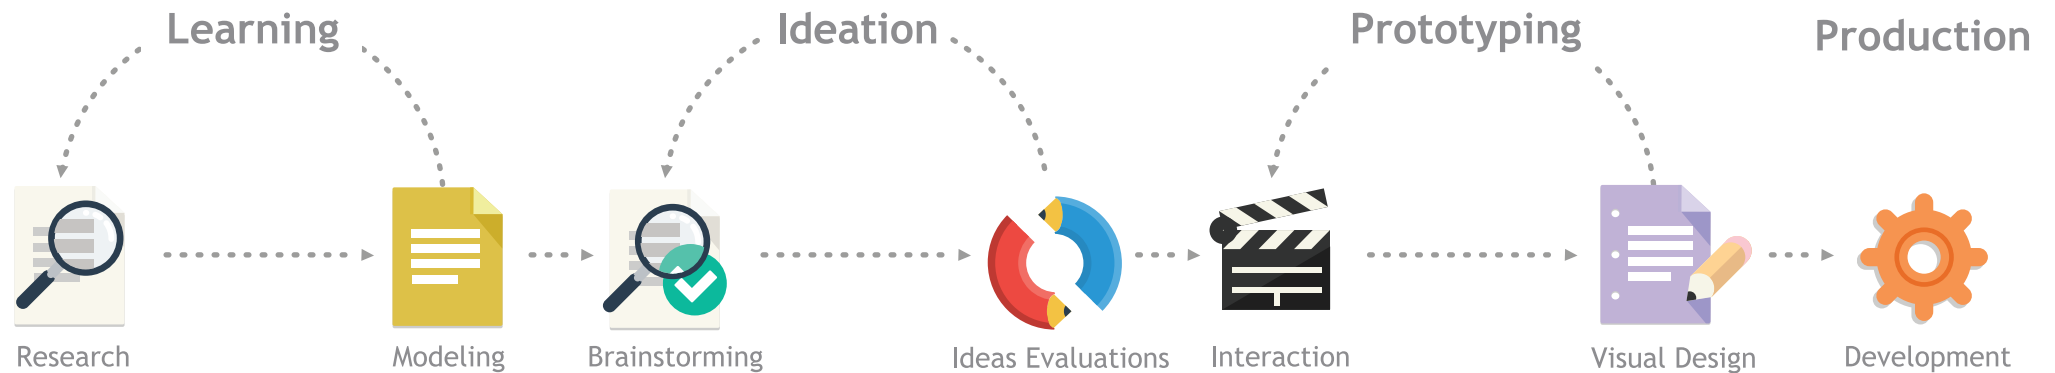 Learning
Ideation
Prototyping
Production
Research
Modeling
Brainstorming
Ideas Evaluations
Interaction
Visual Design
Development